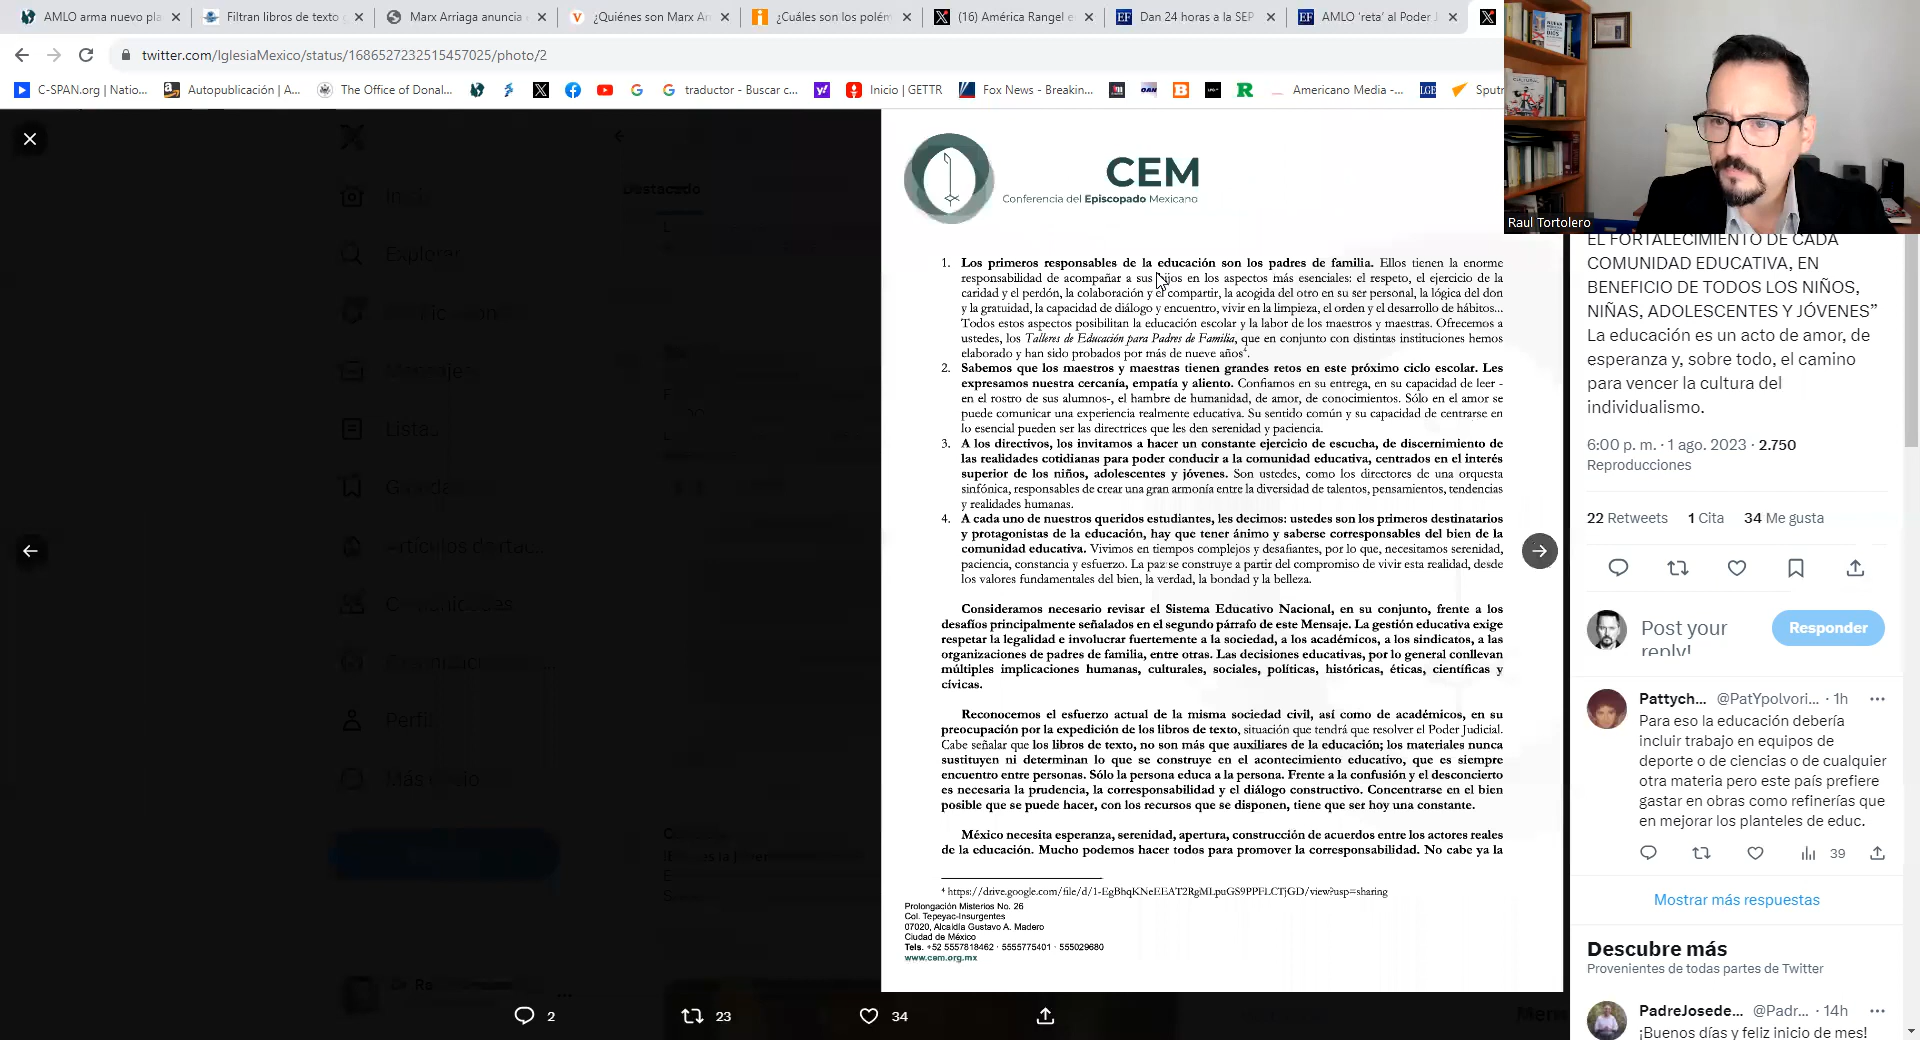 AMLO arma nuevo pla
Filtran libros de texto
Marx Arriaga anuncia
¿Quiénes son Marx Ar
¿Cuáles son los polém
(16) América Rangel e
Dan 24 horas a la SEP
AMLO 'reta' al Poder J
twitter.com/IglesiaMexico/status/1686527232515457025/photo/2
C-SPAN.org | Natio...
Autopublicación | A...
The Office of Donal...
traductor - Buscar c...
Inicio | GETTR
Fox News - Breakin...
Americano Media -...
Sputr
Raul Tortolero
Destacado
Explorar
Mensajes
Lista
Comunidades
Perfil
CEM
Conferencia del Episcopado Mexicano
1. Los primeros responsables de la educación son los padres de familia. Ellos tienen la enorme
responsabilidad de acompañar a sus hijos en los aspectos más esenciales: el respeto, el ejercicio de la
caridad y el perdón, la colaboración y el compartir, la acogida del otro en su ser personal, la lógica del don
y la gratuidad, la capacidad de diálogo y encuentro, vivir en la limpieza, el orden y el desarrollo de hábitos...
Todos estos aspectos posibilitan la educación escolar y la labor de los maestros y maestras. Ofrecemos a
ustedes, los Talleres de Educación para Padres de Familia, que en conjunto con distintas instituciones hemos
elaborado y han sido probados por más de nueve años⁴.
2. Sabemos que los maestros y maestras tienen grandes retos en este próximo ciclo escolar. Les
expresamos nuestra cercanía, empatía y aliento. Confiamos en su entrega, en su capacidad de leer -
en el rostro de sus alumnos-, el hambre de humanidad, de amor, de conocimientos. Sólo en el amor se
puede comunicar una experiencia realmente educativa. Su sentido común y su capacidad de centrarse en
lo esencial pueden ser las directrices que les den serenidad y paciencia.
3. A los directivos, los invitamos a hacer un constante ejercicio de escucha, de discernimiento de
las realidades cotidianas para poder conducir a la comunidad educativa, centrados en el interés
superior de los niños, adolescentes y jóvenes. Son ustedes, como los directores de una orquesta
sinfónica, responsables de crear una gran armonía entre la diversidad de talentos, pensamientos, tendencias
y realidades humanas.
4. A cada uno de nuestros queridos estudiantes, les decimos: ustedes son los primeros destinatarios
y protagonistas de la educación, hay que tener ánimo y saberse corresponsables del bien de la
comunidad educativa. Vivimos en tiempos complejos y desafiantes, por lo que, necesitamos serenidad,
paciencia, constancia y esfuerzo. La paz se construye a partir del compromiso de vivir esta realidad, desde
los valores fundamentales del bien, la verdad, la bondad y la belleza.
Consideramos necesario revisar el Sistema Educativo Nacional, en su conjunto, frente a los
desafíos principalmente señalados en el segundo párrafo de este Mensaje. La gestión educativa exige
respetar la legalidad e involucrar fuertemente a la sociedad, a los académicos, a los sindicatos, a las
organizaciones de padres de familia, entre otras. Las decisiones educativas, por lo general conllevan
múltiples implicaciones humanas, culturales, sociales, políticas, históricas, éticas, científicas y
cívicas.
Reconocemos el esfuerzo actual de la misma sociedad civil, así como de académicos, en su
preocupación por la expedición de los libros de texto, situación que tendrá que resolver el Poder Judicial.
Cabe señalar que los libros de texto, no son más que auxiliares de la educación; los materiales nunca
sustituyen ni determinan lo que se construye en el acontecimiento educativo, que es siempre
encuentro entre personas. Sólo la persona educa a la persona. Frente a la confusión y el desconcierto
es necesaria la prudencia, la corresponsabilidad y el diálogo constructivo. Concentrarse en el bien
posible que se puede hacer, con los recursos que se disponen, tiene que ser hoy una constante.
México necesita esperanza, serenidad, apertura, construcción de acuerdos entre los actores reales
de la educación. Mucho podemos hacer todos para promover la corresponsabilidad. No cabe ya la
⁴ https://drive.google.com/file/d/1-EgBhqKNeEEAT2RgMLpuGS9PPFLCTjGD/view?usp=sharing
Prolongación Misterios No. 26
Col. Tepeyac-Insurgentes
07020, Alcaldía Gustavo A. Madero
Ciudad de México
Tels. +52 5557818462 · 5555775401 · 555029680
www.cem.org.mx
2
23
34
EL FORTALECIMIENTO DE CADA
COMUNIDAD EDUCATIVA, EN
BENEFICIO DE TODOS LOS NIÑOS,
NIÑAS, ADOLESCENTES Y JÓVENES”
La educación es un acto de amor, de
esperanza y, sobre todo, el camino
para vencer la cultura del
individualismo.
6:00 p. m. · 1 ago. 2023 · 2.750
Reproducciones
22 Retweets 1 Cita 34 Me gusta
Post your
reply!
Responder
Pattych... @PatYpolvori... · 1h
Para eso la educación debería
incluir trabajo en equipos de
deporte o de ciencias o de cualquier
otra materia pero este país prefiere
gastar en obras como refinerías que
en mejorar los planteles de educ.
39
Mostrar más respuestas
Descubre más
Provenientes de todas partes de Twitter
PadreJosede... @Padr... · 14h
¡Buenos días y feliz inicio de mes!